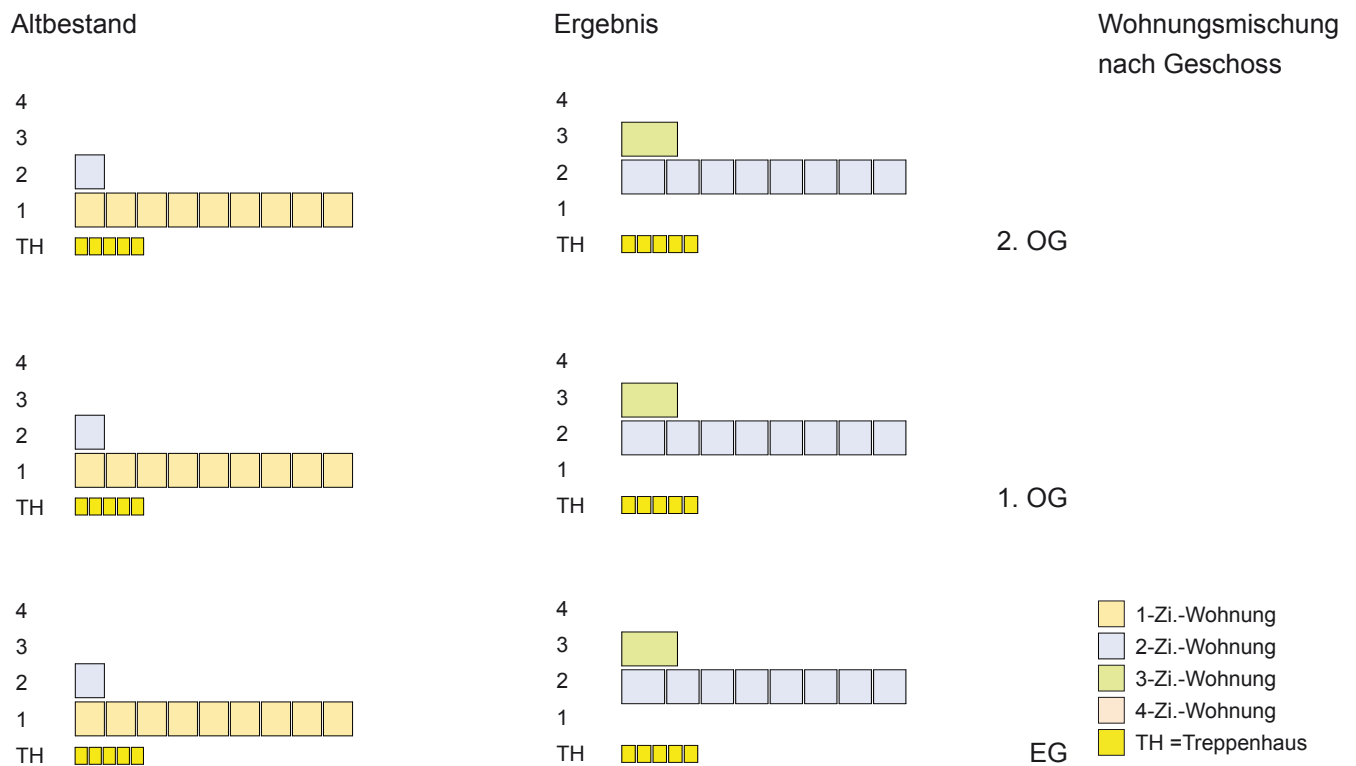 Altbestand
Ergebnis
Wohnungsmischung
nach Geschoss
4
3
2
1
TH
4
3
2
1
TH
2. OG
4
3
2
1
TH
4
3
2
1
TH
1. OG
4
3
2
1
TH
4
3
2
1
TH
EG
1-Zi.-Wohnung
2-Zi.-Wohnung
3-Zi.-Wohnung
4-Zi.-Wohnung
TH =Treppenhaus